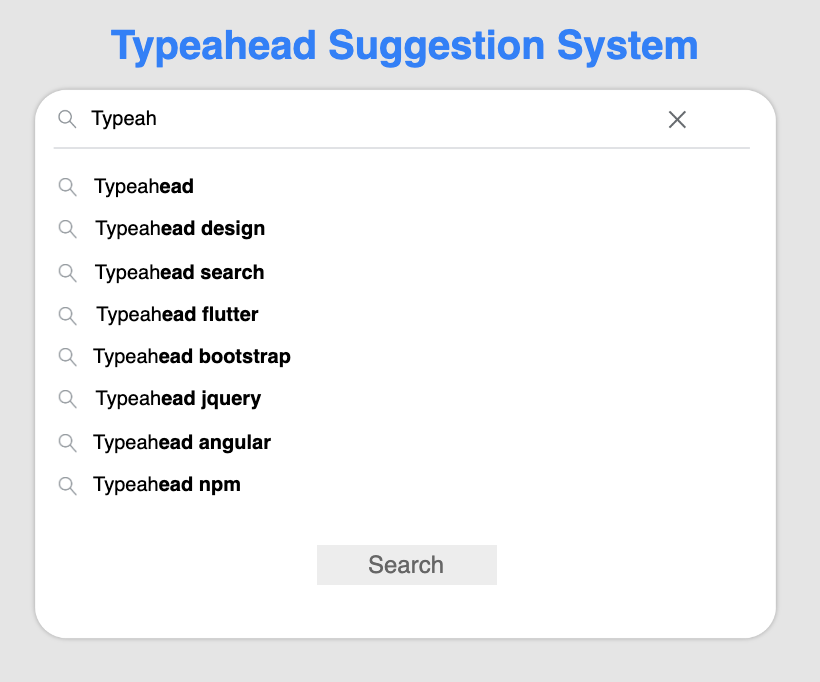 Typeahead Suggestion System
Typeah
Typeahead
Typeahead design
Typeahead search
Typeahead flutter
Typeahead bootstrap
Typeahead jquery
Typeahead angular
Typeahead npm
Search